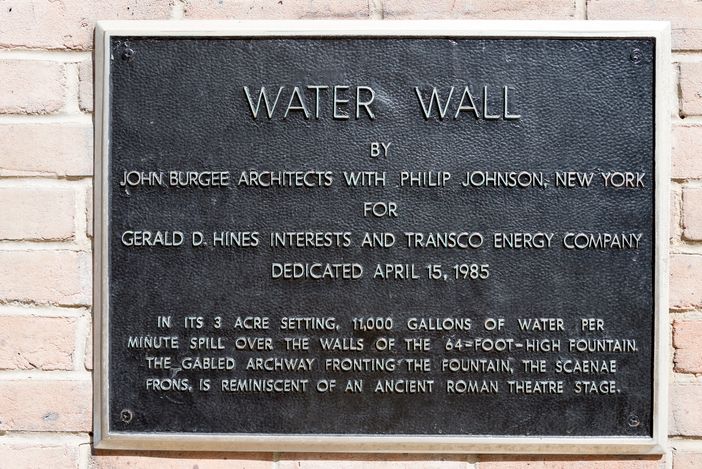 WATER WALL
BY
JOHN BURGEE ARCHITECTS WITH PHILIP JOHNSON, NEW YORK
FOR
GERALD D. HINES INTERESTS AND TRANSCO ENERGY COMPANY
DEDICATED APRIL 15, 1985
IN ITS 3 ACRE SETTING, 11,000 GALLONS OF WATER PER
MINUTE SPILL OVER THE WALLS OF THE 64=FOOT-HIGH FOUNTAIN.
THE GABLED ARCHWAY FRONTING THE FOUNTAIN, THE SCAENAE
FRONS, IS REMINISCENT OF AN ANCIENT ROMAN THEATRE STAGE.